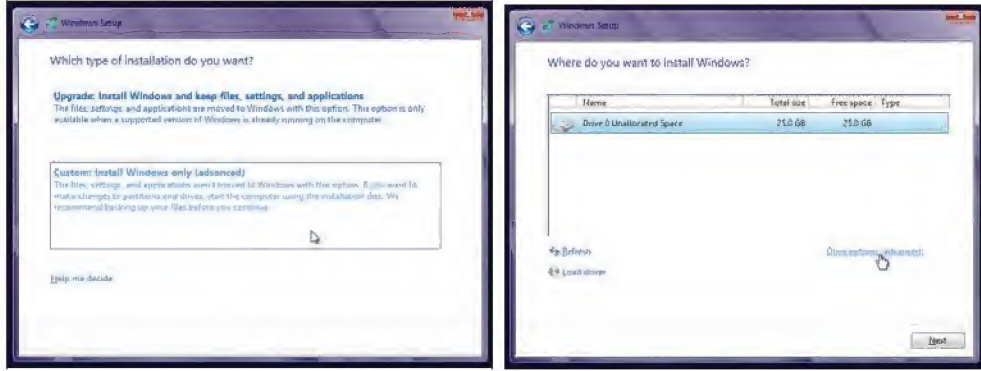 Windows Setup
Which type of installation do you want?
Upgrade: Install Windows and keep files, settings, and applications
The files, settings, and applications are moved to Windows with this option. This option is only
available when a supported version of Windows is already running on the computer.
Custom: Install Windows only (advanced)
The files, settings, and applications aren't moved to Windows with this option. If you want to
make changes to partitions and drives, start the computer using the installation disc. We
recommend backing up your files before you continue.
Help me decide
Windows Setup
Where do you want to install Windows?
Name Total size Free space Type
Drive 0 Unallocated Space 25.0 GB 25.0 GB
Refresh
Drive options (advanced)
Load driver
Next